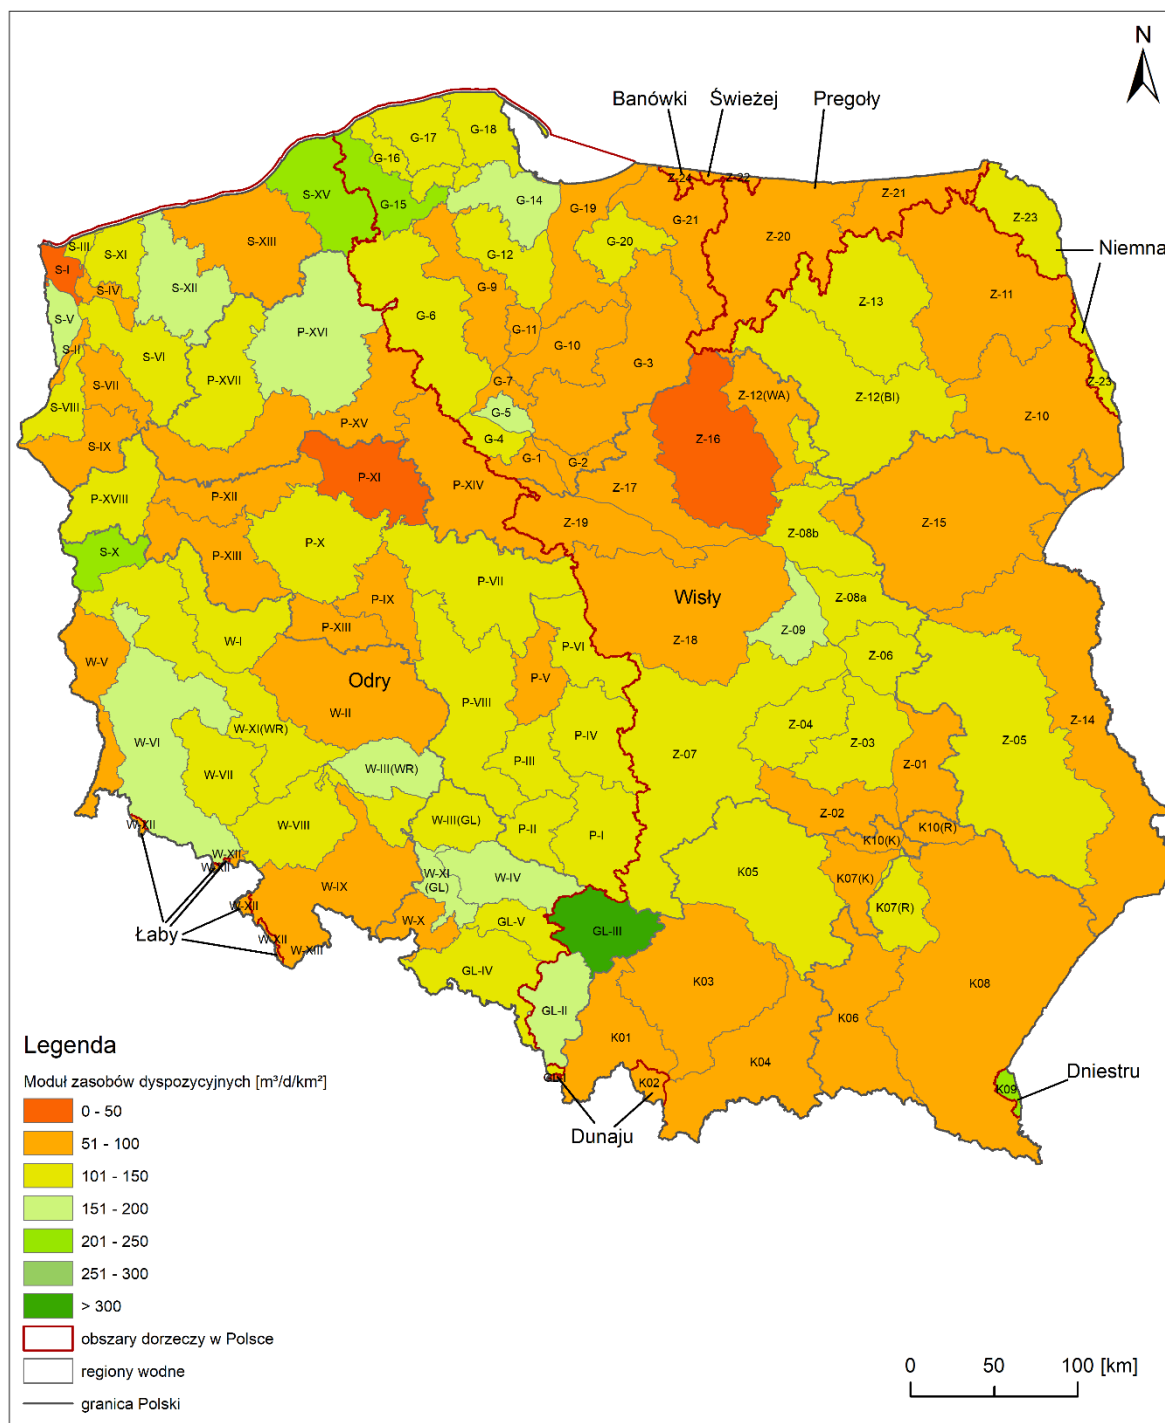 N
Banówki
Świeżej
Pregoły
G-18
G-17
G-16
Z-24
Z-22
Z-21
S-XV
G-15
G-14
G-19
G-21
Z-23
G-20
Z-20
Niemna
S-III
S-XI
S-XIII
G-12
S-I
S-IV
S-XII
G-9
Z-13
Z-11
S-V
G-6
G-11
S-II
S-VI
P-XVI
G-10
G-3
S-VII
P-XVII
G-7
Z-23
S-VIII
G-5
Z-12(WA)
Z-12(BI)
P-XV
G-4
Z-16
Z-10
S-IX
G-1
G-2
P-XI
P-XIV
Z-17
P-XVIII
P-XII
Z-19
Z-15
Z-08b
S-X
P-XIII
P-X
P-VII
P-IX
Wisły
Z-08a
P-XIII
W-I
Z-18
Z-09
P-VI
Z-06
W-V
Odry
P-V
W-II
P-VIII
Z-14
W-XI(WR)
Z-04
W-VI
P-IV
Z-03
Z-05
Z-07
P-III
Z-01
W-III(WR)
W-VII
Z-02
W-XII
W-VIII
W-III(GL)
P-II
P-I
K10(R)
K10(K)
W-XII
W-XII
K05
W-XI
(GL)
W-IV
K07(K)
W-IX
W-XII
K07(R)
W-X
GL-V
Łaby
W-XII
GL-III
W-XIII
GL-IV
K03
K08
GL-II
K06
K01
Legenda
K04
Moduł zasobów dyspozycyjnych [m³/d/km²]
K02
K09
Dniestru
0 - 50
51 - 100
Dunaju
101 - 150
151 - 200
201 - 250
251 - 300
> 300
obszary dorzeczy w Polsce
regiony wodne
granica Polski
0 50 100 [km]